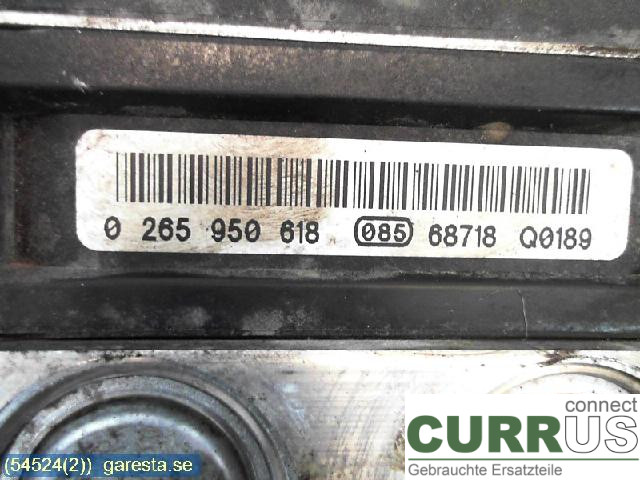 0 265 950 618 085 68718 Q0189
connect
CURRUS
Gebrauchte Ersatzteile
(54524(2)) garesta.se